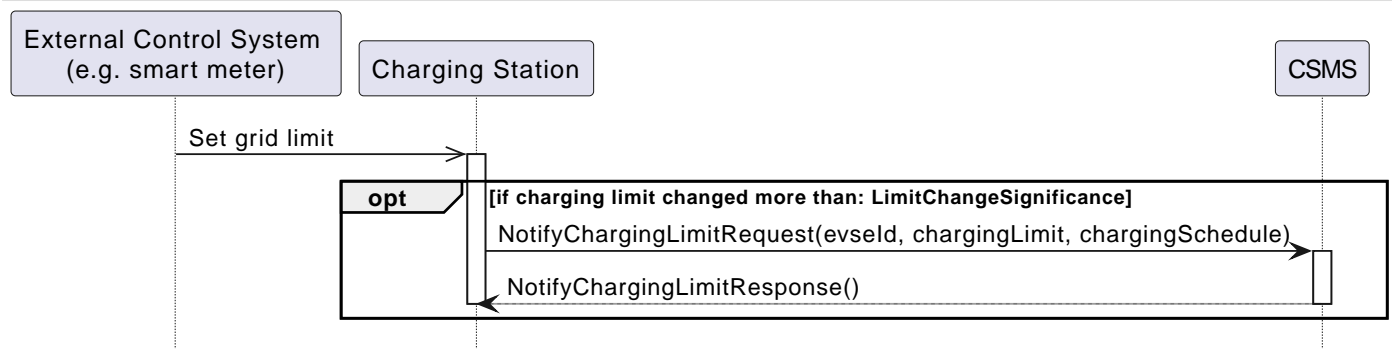 External Control System
(e.g. smart meter)
Charging Station
CSMS
Set grid limit
opt
[if charging limit changed more than: LimitChangeSignificance]
NotifyChargingLimitRequest(evseId, chargingLimit, chargingSchedule)
NotifyChargingLimitResponse()